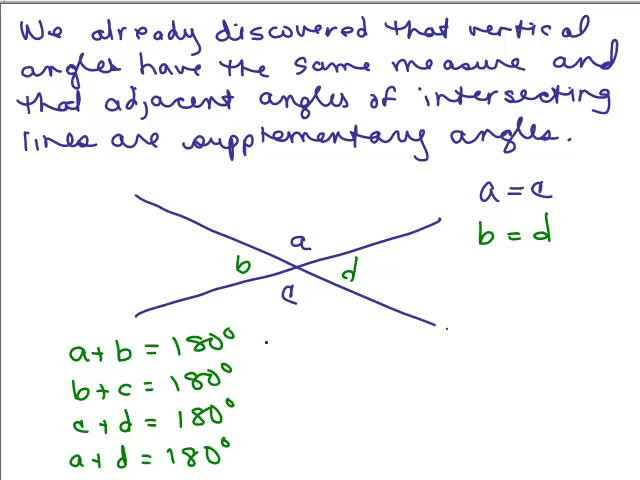 We already discovered that vertical
angles have the same measure and
that adjacent angles of intersecting
lines are supplementary angles.
a = c
b = d
a
b
d
c
a + b = 180°
b + c = 180°
c + d = 180°
a + d = 180°